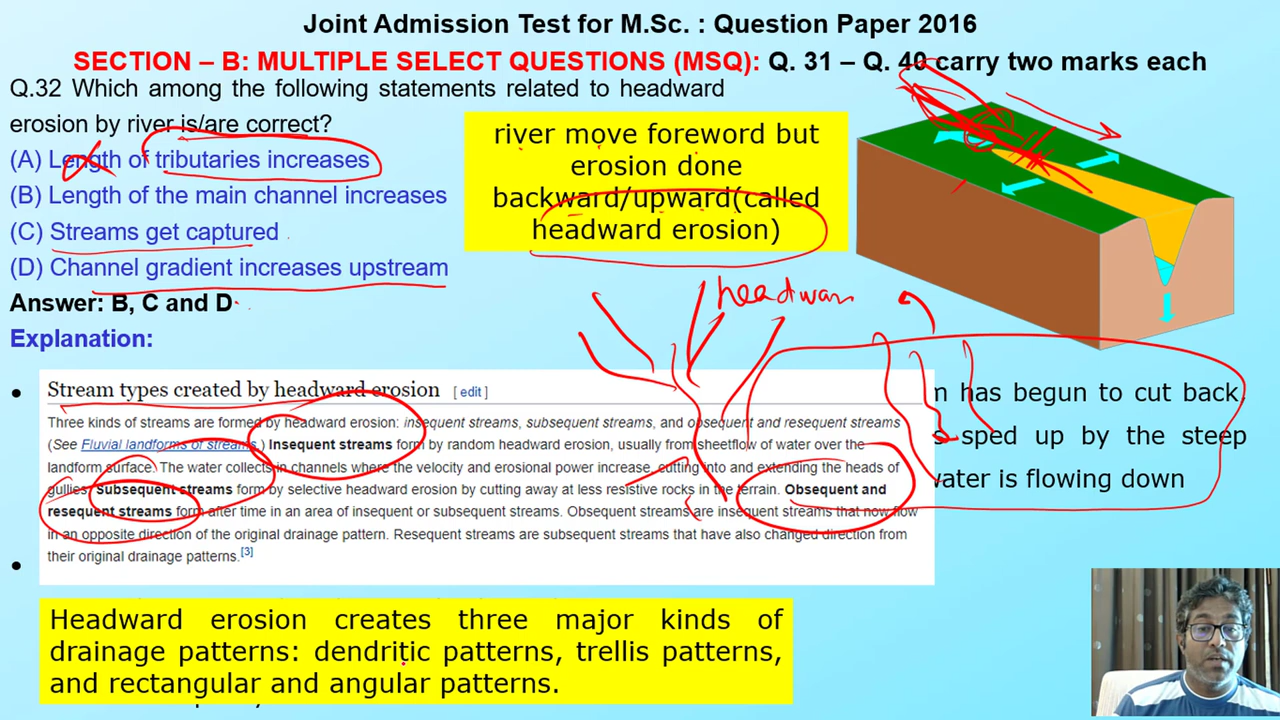 Joint Admission Test for M.Sc. : Question Paper 2016
SECTION – B: MULTIPLE SELECT QUESTIONS (MSQ): Q. 31 – Q. 40 carry two marks each
Q.32 Which among the following statements related to headward
erosion by river is/are correct?
(A) Length of tributaries increases
(B) Length of the main channel increases
(C) Streams get captured
(D) Channel gradient increases upstream
Answer: B, C and D
Explanation:
river move foreword but
erosion done
backward/upward(called
headward erosion)
headwar
has begun to cut back,
sped up by the steep
water is flowing down
Stream types created by headward erosion [ edit ]
Three kinds of streams are formed by headward erosion: insequent streams, subsequent streams, and obsequent and resequent streams
(See Fluvial landforms of streams.) Insequent streams form by random headward erosion, usually from sheetflow of water over the
landform surface. The water collects in channels where the velocity and erosional power increase, cutting into and extending the heads of
gullies. Subsequent streams form by selective headward erosion by cutting away at less resistive rocks in the terrain. Obsequent and
resequent streams form after time in an area of insequent or subsequent streams. Obsequent streams are insequent streams that now flow
in an opposite direction of the original drainage pattern. Resequent streams are subsequent streams that have also changed direction from
their original drainage patterns.[3]
Headward erosion creates three major kinds of
drainage patterns: dendritic patterns, trellis patterns,
and rectangular and angular patterns.